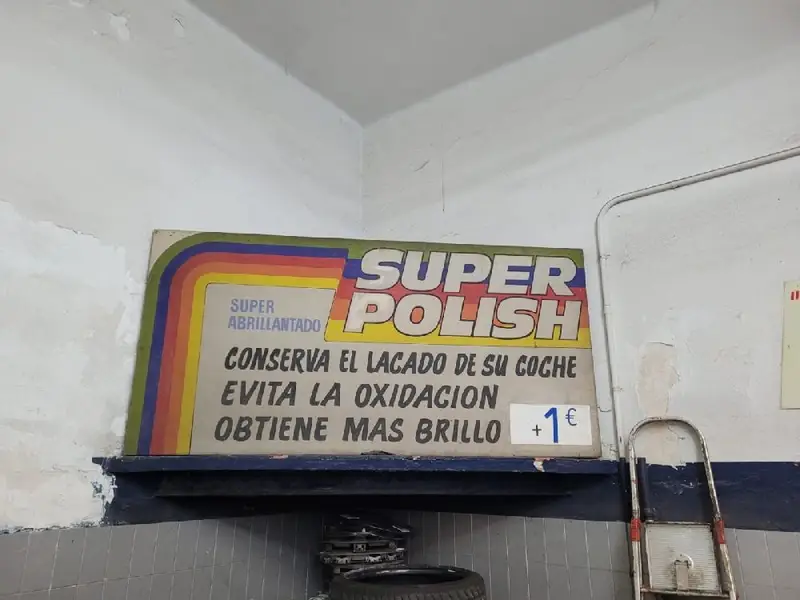 SUPER
POLISH
SUPER
ABRILLANTADO
CONSERVA EL LACADO DE SU COCHE
EVITA LA OXIDACION
OBTIENE MAS BRILLO
+1€